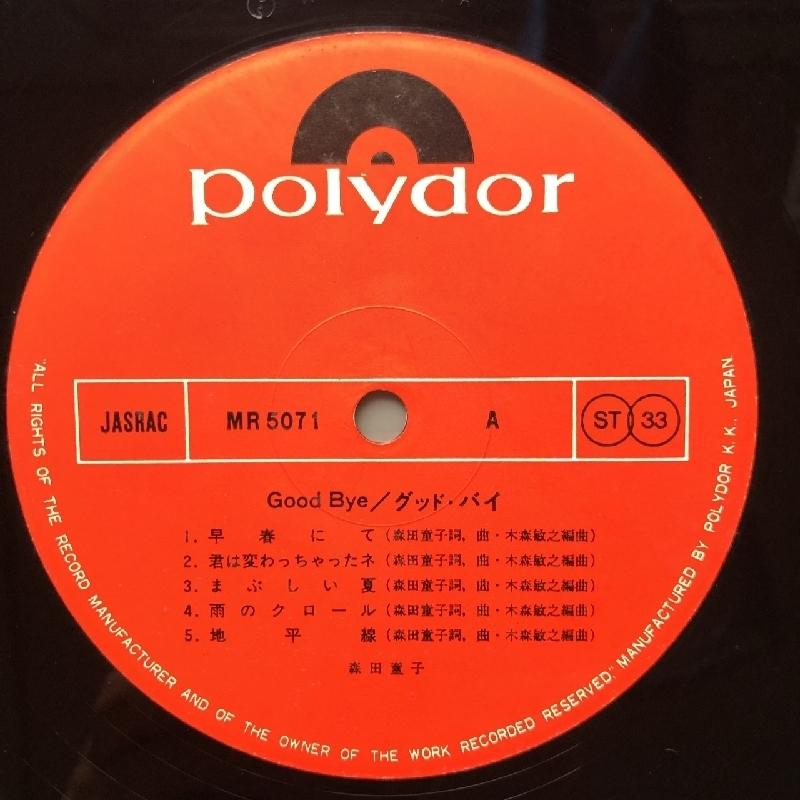 polydor
JASRAC MR 5071 A ST 33
Good Bye/グッド・バイ
1. 早春にて (森田童子詞, 曲・木森敏之編曲)
2. 君は変わっちゃったネ (森田童子詞, 曲・木森敏之編曲)
3. まぶしい夏 (森田童子詞, 曲・木森敏之編曲)
4. 雨のクロール (森田童子詞, 曲・木森敏之編曲)
5. 地平線 (森田童子詞, 曲・木森敏之編曲)
森田童子
"ALL RIGHTS OF THE RECORD MANUFACTURER AND OF THE OWNER OF THE WORK RECORDED RESERVED." MANUFACTURED BY POLYDOR K.K., JAPAN